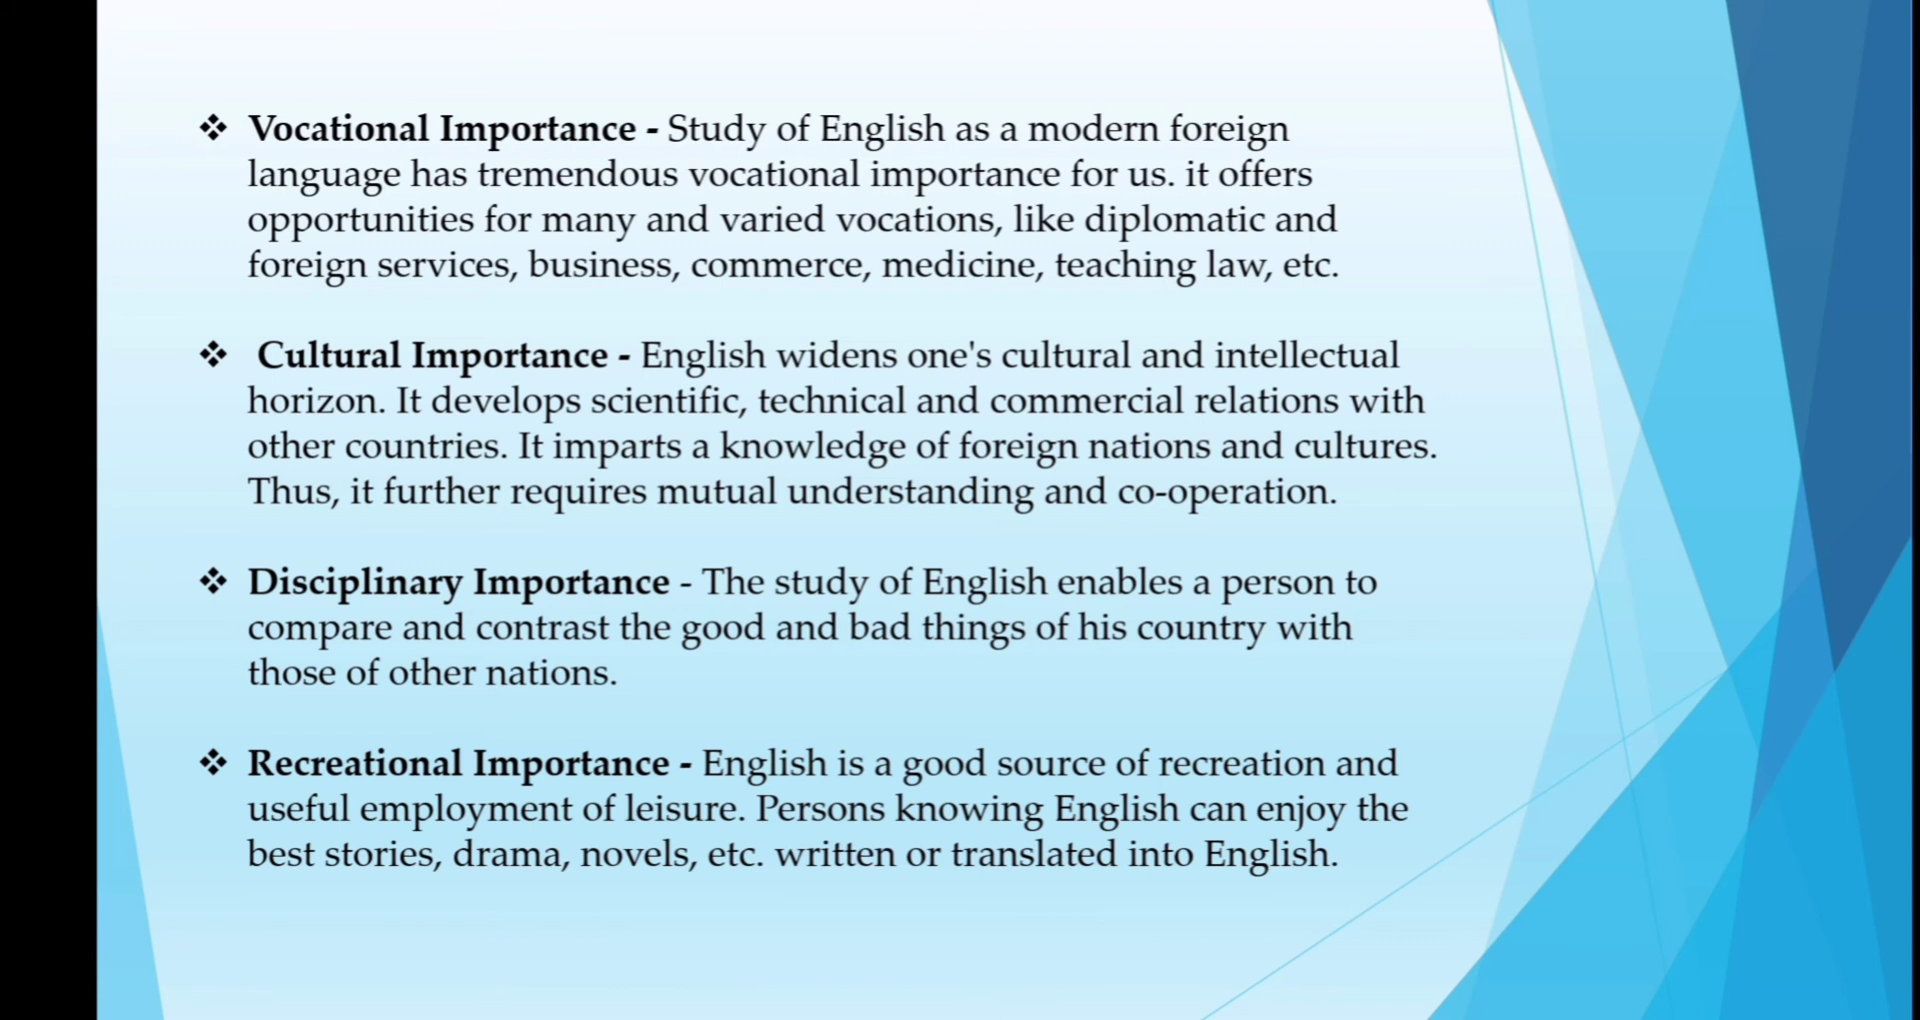 ❖ Vocational Importance - Study of English as a modern foreign
language has tremendous vocational importance for us. it offers
opportunities for many and varied vocations, like diplomatic and
foreign services, business, commerce, medicine, teaching law, etc.
❖ Cultural Importance - English widens one's cultural and intellectual
horizon. It develops scientific, technical and commercial relations with
other countries. It imparts a knowledge of foreign nations and cultures.
Thus, it further requires mutual understanding and co-operation.
❖ Disciplinary Importance - The study of English enables a person to
compare and contrast the good and bad things of his country with
those of other nations.
❖ Recreational Importance - English is a good source of recreation and
useful employment of leisure. Persons knowing English can enjoy the
best stories, drama, novels, etc. written or translated into English.